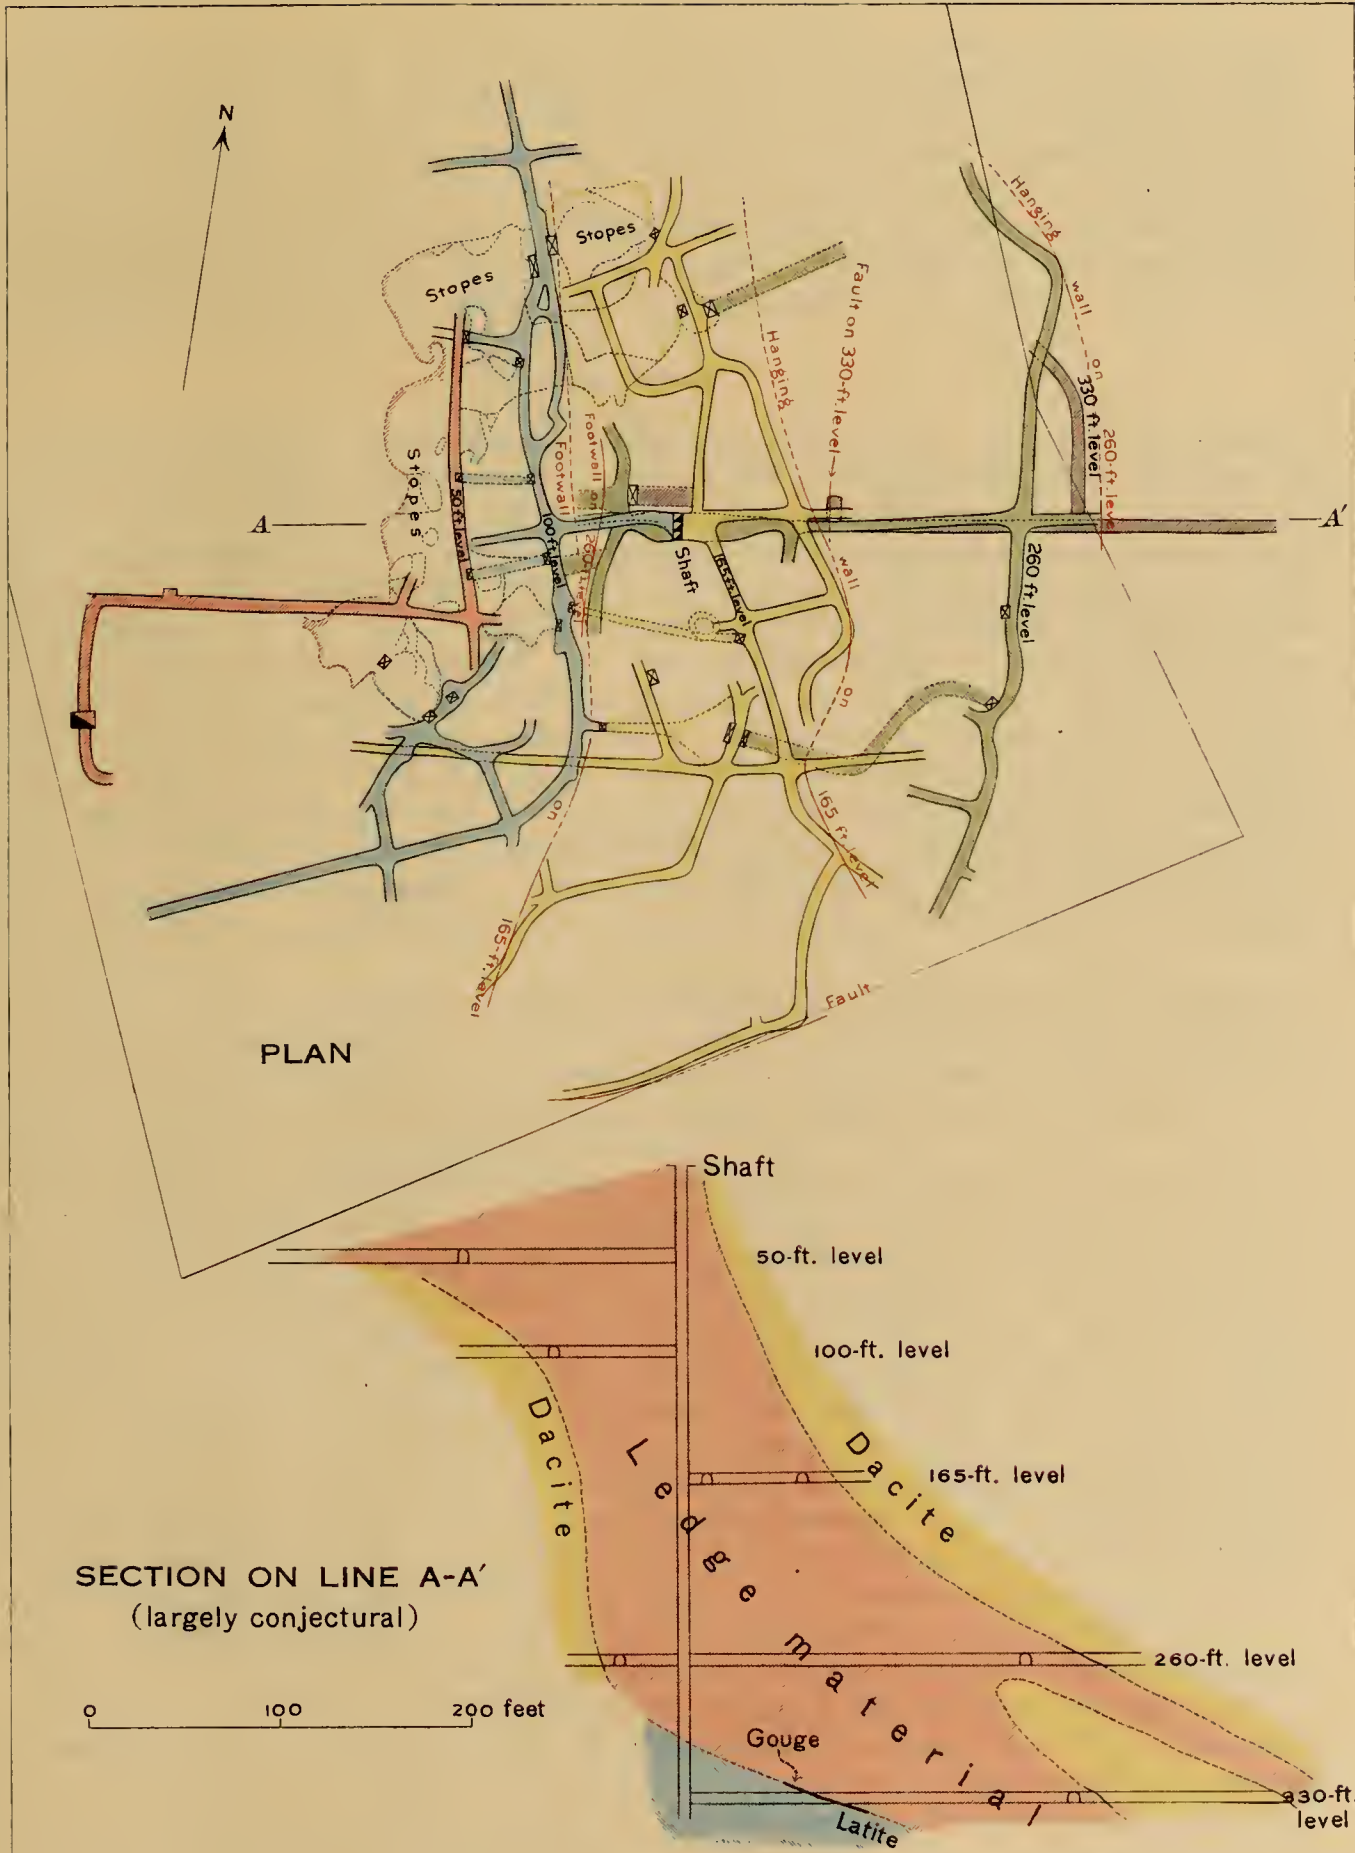 N
Stopes
Stopes
Hanging
wall
on
330 ft. level
260-ft. level
Fault on 330-ft. level
Hanging
wall
on
165 ft. level
Footwall
on
165-ft. level
Footwall on
260-ft. level
Stopes
50 ft. level
100 ft. level
A
A'
Shaft
165 ft. level
260 ft. level
Fault
PLAN
Shaft
50-ft. level
100-ft. level
Dacite
Ledge material
Dacite
165-ft. level
SECTION ON LINE A-A'
(largely conjectural)
260-ft. level
0 100 200 feet
Gouge
330-ft.
level
Latite